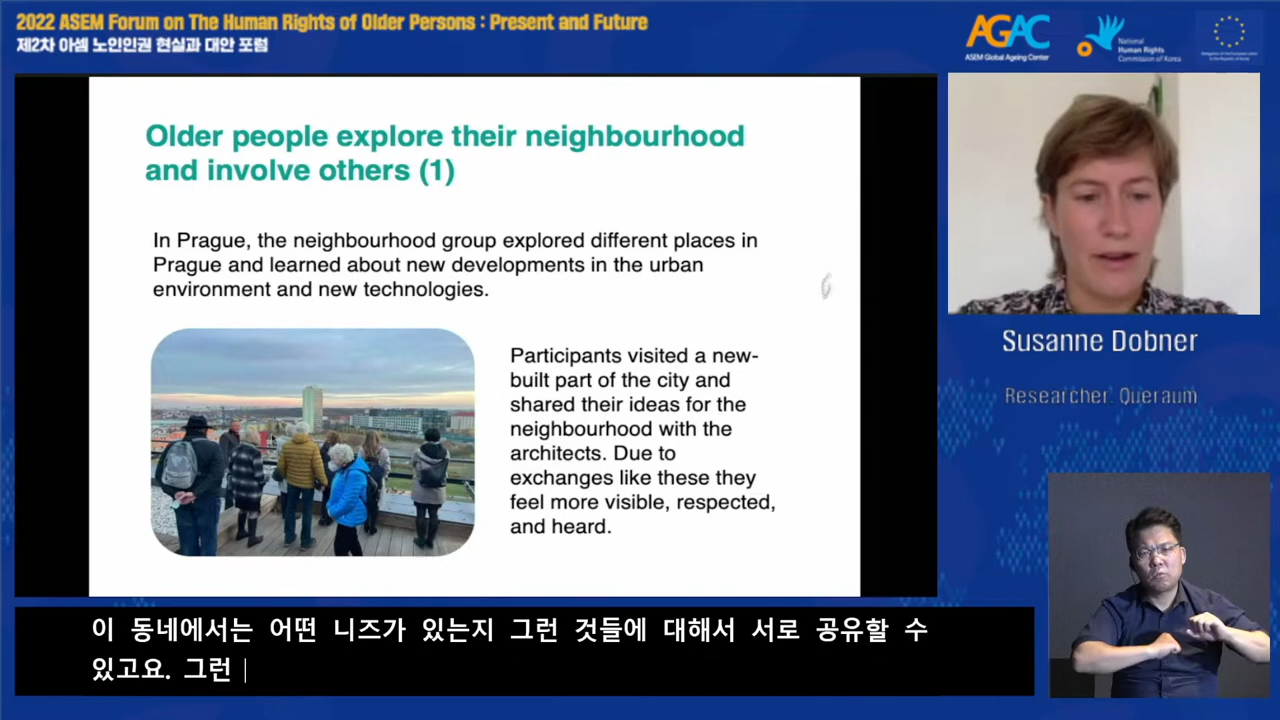 2022 ASEM Forum on The Human Rights of Older Persons : Present and Future
제2차 아셈 노인인권 현실과 대안 포럼
AGAC
ASEM Global Ageing Center
National
Human Rights
Commission of Korea
Older people explore their neighbourhood
and involve others (1)
In Prague, the neighbourhood group explored different places in
Prague and learned about new developments in the urban
environment and new technologies.
Participants visited a new-
built part of the city and
shared their ideas for the
neighbourhood with the
architects. Due to
exchanges like these they
feel more visible, respected,
and heard.
Susanne Dobner
Researcher. Queraum
이 동네에서는 어떤 니즈가 있는지 그런 것들에 대해서 서로 공유할 수
있고요. 그런